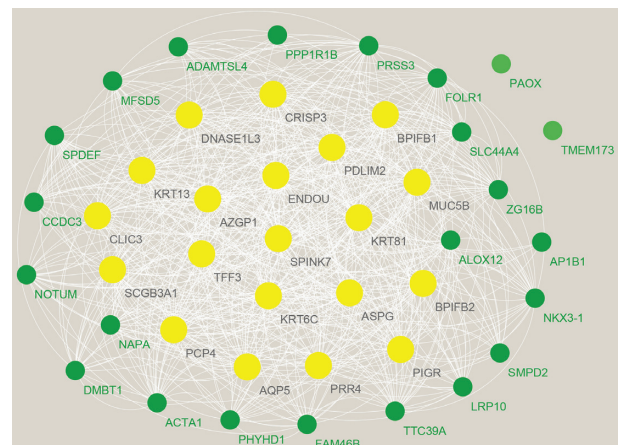 PPP1R1B
ADAMTSL4
PRSS3
PAOX
MFSD5
FOLR1
CRISP3
DNASE1L3
BPIFB1
TMEM173
SPDEF
SLC44A4
PDLIM2
KRT13
ENDOU
MUC5B
ZG16B
CCDC3
AZGP1
CLIC3
KRT81
SPINK7
ALOX12
AP1B1
TFF3
SCGB3A1
NOTUM
BPIFB2
NKX3-1
ASPG
KRT6C
NAPA
PCP4
PIGR
SMPD2
DMBT1
AQP5
PRR4
LRP10
ACTA1
TTC39A
PHYHD1
FAM46B